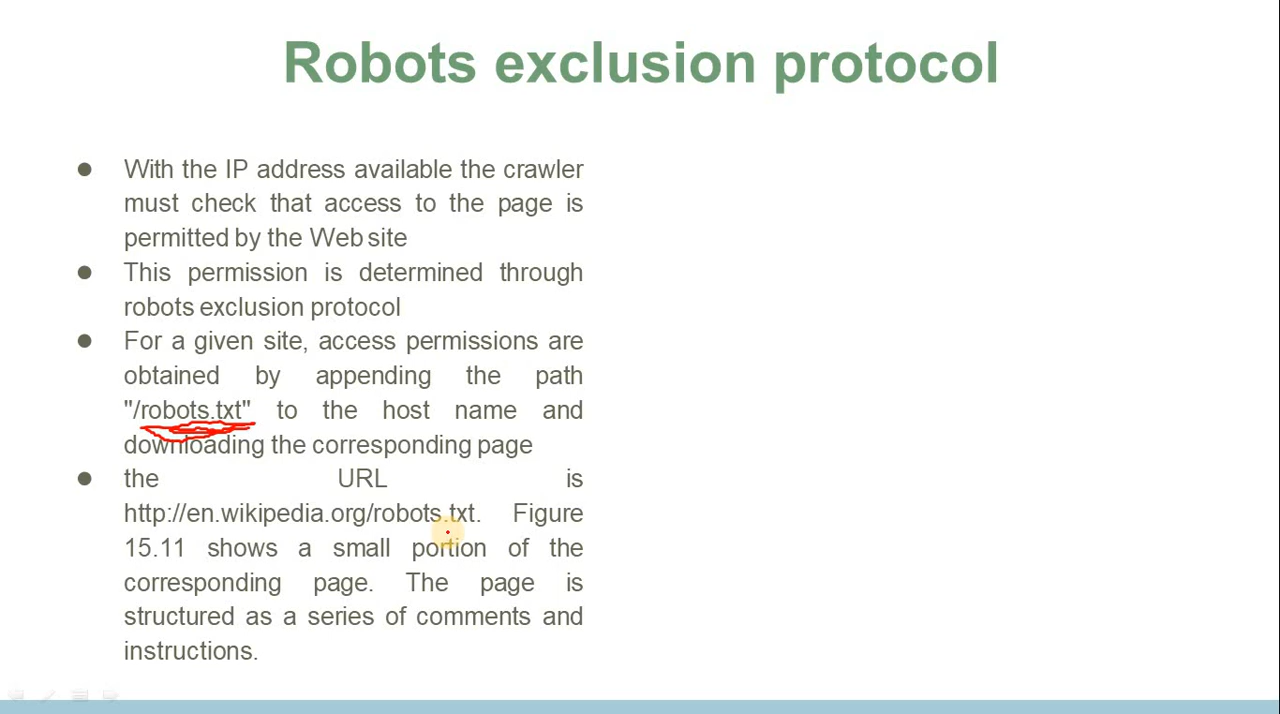 Robots exclusion protocol
With the IP address available the crawler
must check that access to the page is
permitted by the Web site
This permission is determined through
robots exclusion protocol
For a given site, access permissions are
obtained by appending the path
"/robots.txt" to the host name and
downloading the corresponding page
the URL is
http://en.wikipedia.org/robots.txt. Figure
15.11 shows a small portion of the
corresponding page. The page is
structured as a series of comments and
instructions.